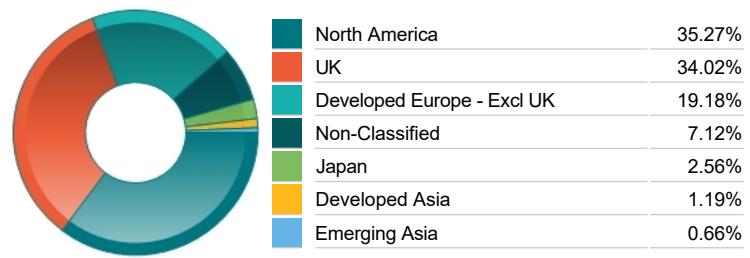 North America 35.27%
UK 34.02%
Developed Europe - Excl UK 19.18%
Non-Classified 7.12%
Japan 2.56%
Developed Asia 1.19%
Emerging Asia 0.66%